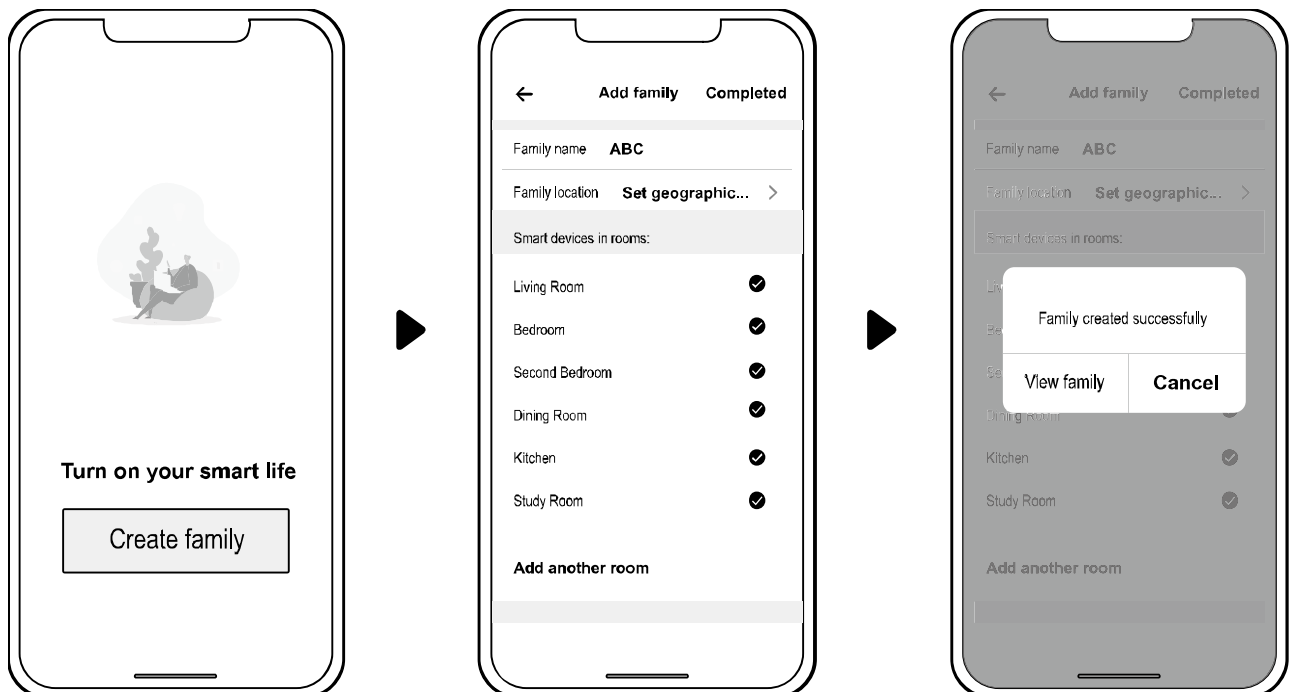 Turn on your smart life
Create family
Add family Completed
Family name ABC
Family location Set geographic...
Smart devices in rooms:
Living Room
Bedroom
Second Bedroom
Dining Room
Kitchen
Study Room
Add another room
Add family Completed
Family name ABC
Family location Set geographic...
Smart devices in rooms:
Family created successfully
View family Cancel
Dining Room
Kitchen
Study Room
Add another room